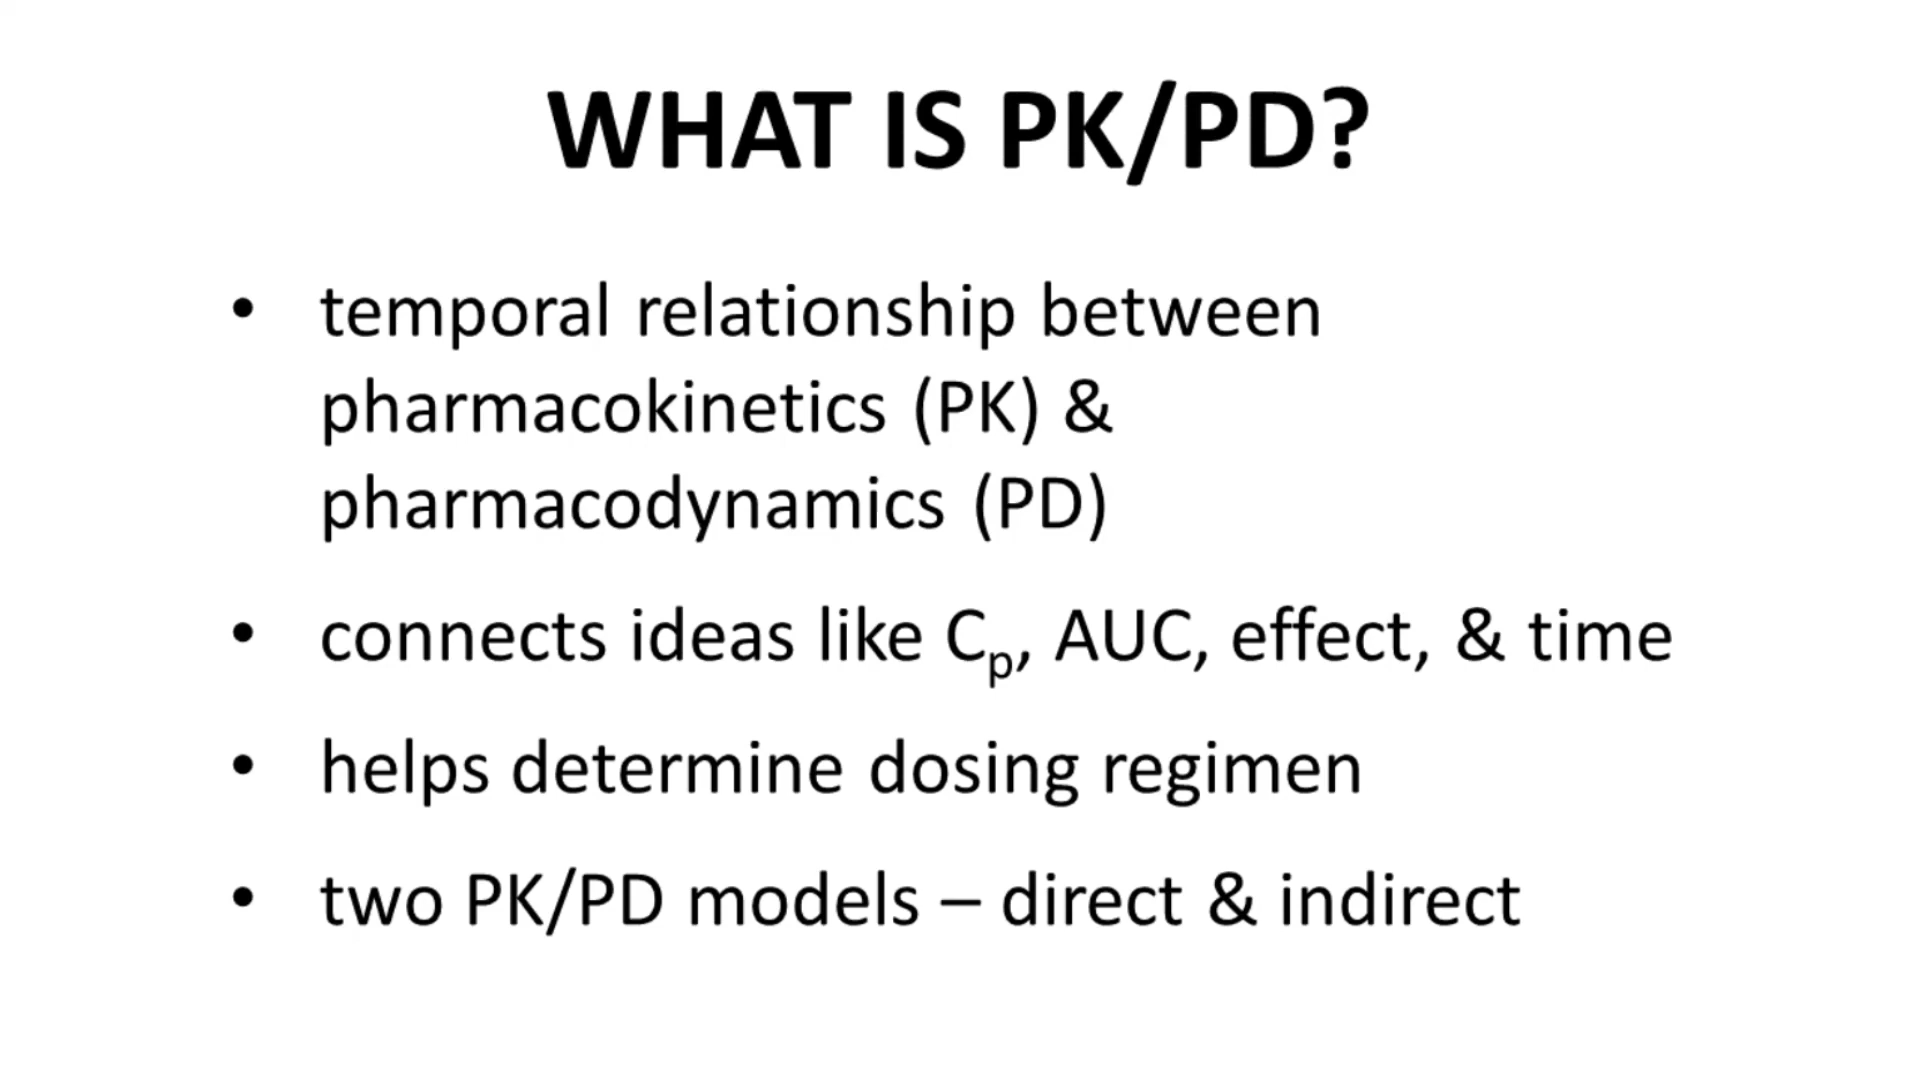 WHAT IS PK/PD?
• temporal relationship between
pharmacokinetics (PK) &
pharmacodynamics (PD)
• connects ideas like Cp, AUC, effect, & time
• helps determine dosing regimen
• two PK/PD models – direct & indirect